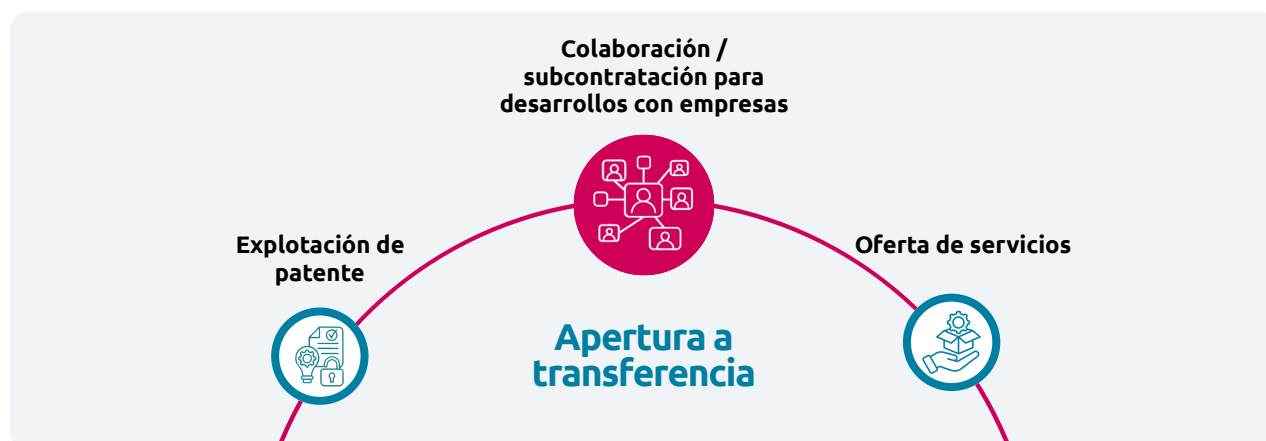 Colaboración /
subcontratación para
desarrollos con empresas
Explotación de
patente
Oferta de servicios
Apertura a
transferencia